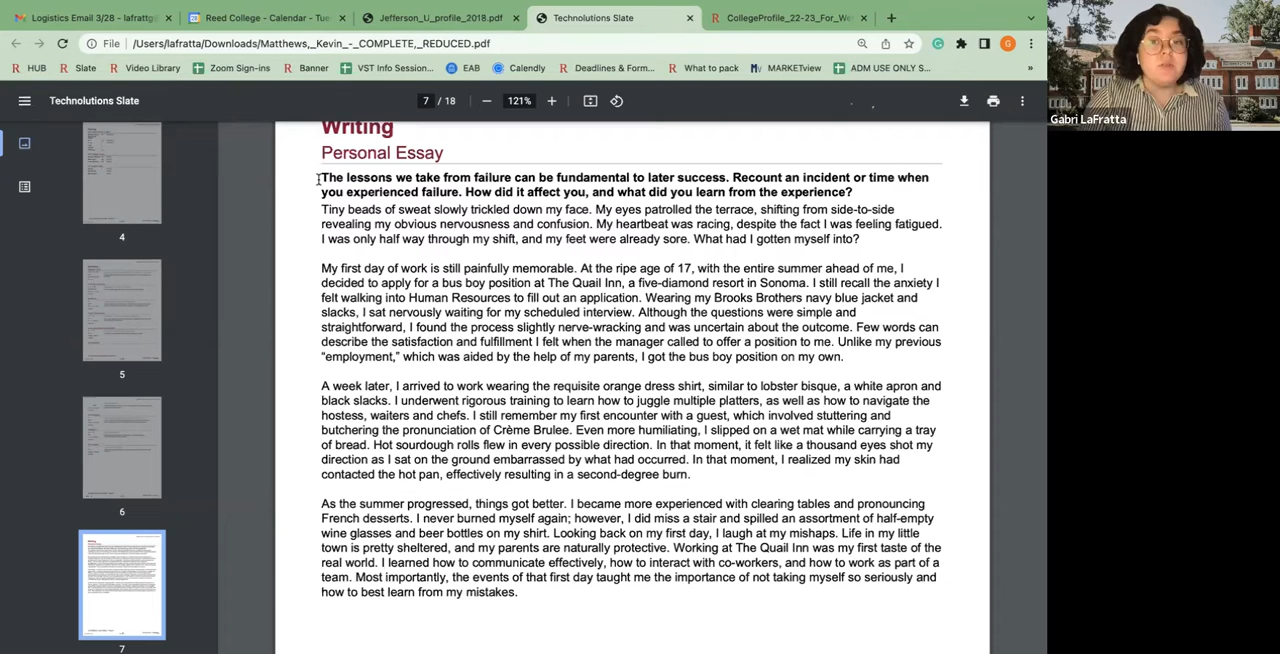 Logistics Email 3/28 - lafrattg
Reed College - Calendar - Tue
Jefferson_U_profile_2018.pdf
Technolutions Slate
CollegeProfile_22-23_For_We
File
/Users/lafratta/Downloads/Matthews,_Kevin_-_COMPLETE,_REDUCED.pdf
HUB
Slate
Video Library
Zoom Sign-ins
Banner
VST Info Session...
Calendly
Deadlines & Form...
What to pack
MARKETview
ADM USE ONLY S...
Technolutions Slate
7 / 18
121%
Gabri LaFratta
4
5
6
7
Writing
Personal Essay
The lessons we take from failure can be fundamental to later success. Recount an incident or time when
you experienced failure. How did it affect you, and what did you learn from the experience?
Tiny beads of sweat slowly trickled down my face. My eyes patrolled the terrace, shifting from side-to-side
revealing my obvious nervousness and confusion. My heartbeat was racing, despite the fact I was feeling fatigued.
I was only half way through my shift, and my feet were already sore. What had I gotten myself into?
My first day of work is still painfully memorable. At the ripe age of 17, with the entire summer ahead of me, I
decided to apply for a bus boy position at The Quail Inn, a five-diamond resort in Sonoma. I still recall the anxiety I
felt walking into Human Resources to fill out an application. Wearing my Brooks Brothers navy blue jacket and
slacks, I sat nervously waiting for my scheduled interview. Although the questions were simple and
straightforward, I found the process slightly nerve-wracking and was uncertain about the outcome. Few words can
describe the satisfaction and fulfillment I felt when the manager called to offer a position to me. Unlike my previous
“employment,” which was aided by the help of my parents, I got the bus boy position on my own.
A week later, I arrived to work wearing the requisite orange dress shirt, similar to lobster bisque, a white apron and
black slacks. I underwent rigorous training to learn how to juggle multiple platters, as well as how to navigate the
hostess, waiters and chefs. I still remember my first encounter with a guest, which involved stuttering and
butchering the pronunciation of Crème Brulee. Even more humiliating, I slipped on a wet mat while carrying a tray
of bread. Hot sourdough rolls flew in every possible direction. In that moment, it felt like a thousand eyes shot my
direction as I sat on the ground embarrassed by what had occurred. In that moment, I realized my skin had
contacted the hot pan, effectively resulting in a second-degree burn.
As the summer progressed, things got better. I became more experienced with clearing tables and pronouncing
French desserts. I never burned myself again; however, I did miss a stair and spilled an assortment of half-empty
wine glasses and beer bottles on my shirt. Looking back on my first day, I laugh at my mishaps. Life in my little
town is pretty sheltered, and my parents are naturally protective. Working at The Quail Inn was my first taste of the
real world. I learned how to communicate effectively, how to interact with co-workers, and how to work as part of a
team. Most importantly, the events of the first day taught me the importance of not taking myself so seriously and
how to best learn from my mistakes.